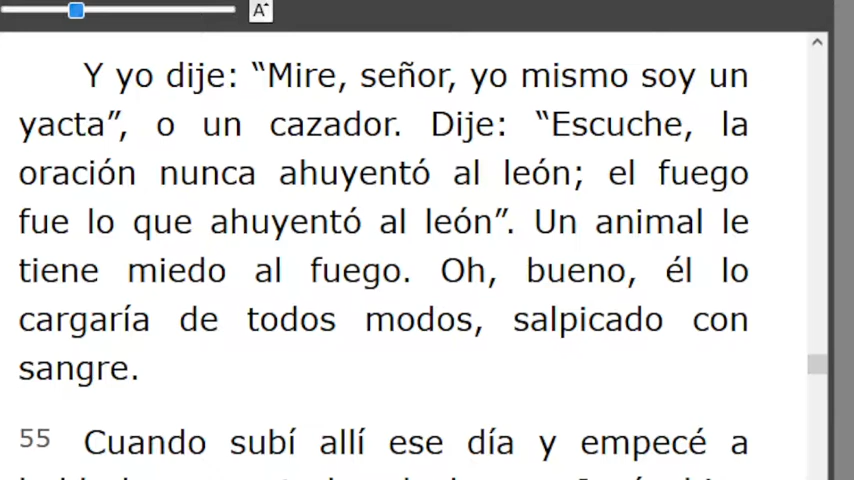 A
Y yo dije: “Mire, señor, yo mismo soy un
yacta”, o un cazador. Dije: “Escuche, la
oración nunca ahuyentó al león; el fuego
fue lo que ahuyentó al león”. Un animal le
tiene miedo al fuego. Oh, bueno, él lo
cargaría de todos modos, salpicado con
sangre.
55 Cuando subí allí ese día y empecé a